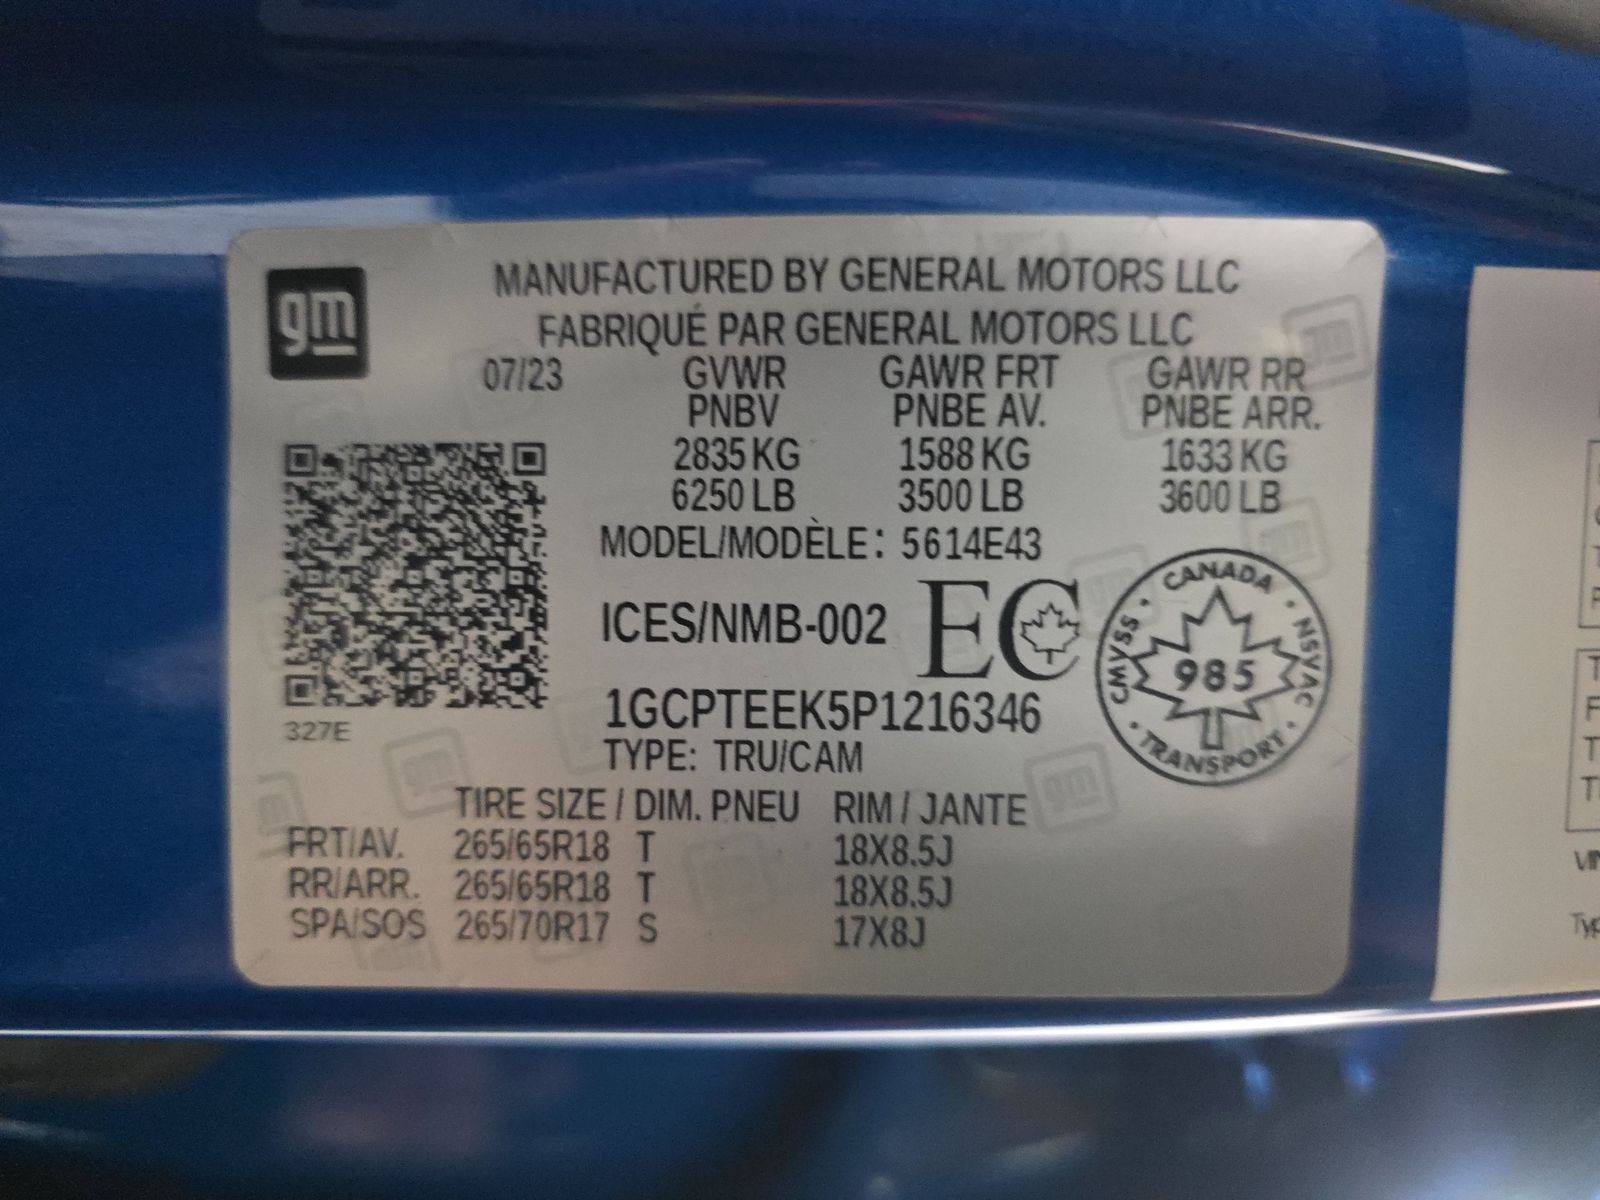 gm
MANUFACTURED BY GENERAL MOTORS LLC
FABRIQUÉ PAR GENERAL MOTORS LLC
07/23 GVWR GAWR FRT GAWR RR
PNBV PNBE AV. PNBE ARR.
2835 KG 1588 KG 1633 KG
6250 LB 3500 LB 3600 LB
MODEL/MODÈLE: 5614E43
ICES/NMB-002 EC
CANADA
CMVSS 985 NSVAC
TRANSPORT
1GCPTEEK5P1216346
327E
TYPE: TRU/CAM
TIRE SIZE / DIM. PNEU RIM / JANTE
FRT/AV. 265/65R18 T 18X8.5J
RR/ARR. 265/65R18 T 18X8.5J
SPA/SOS 265/70R17 S 17X8J